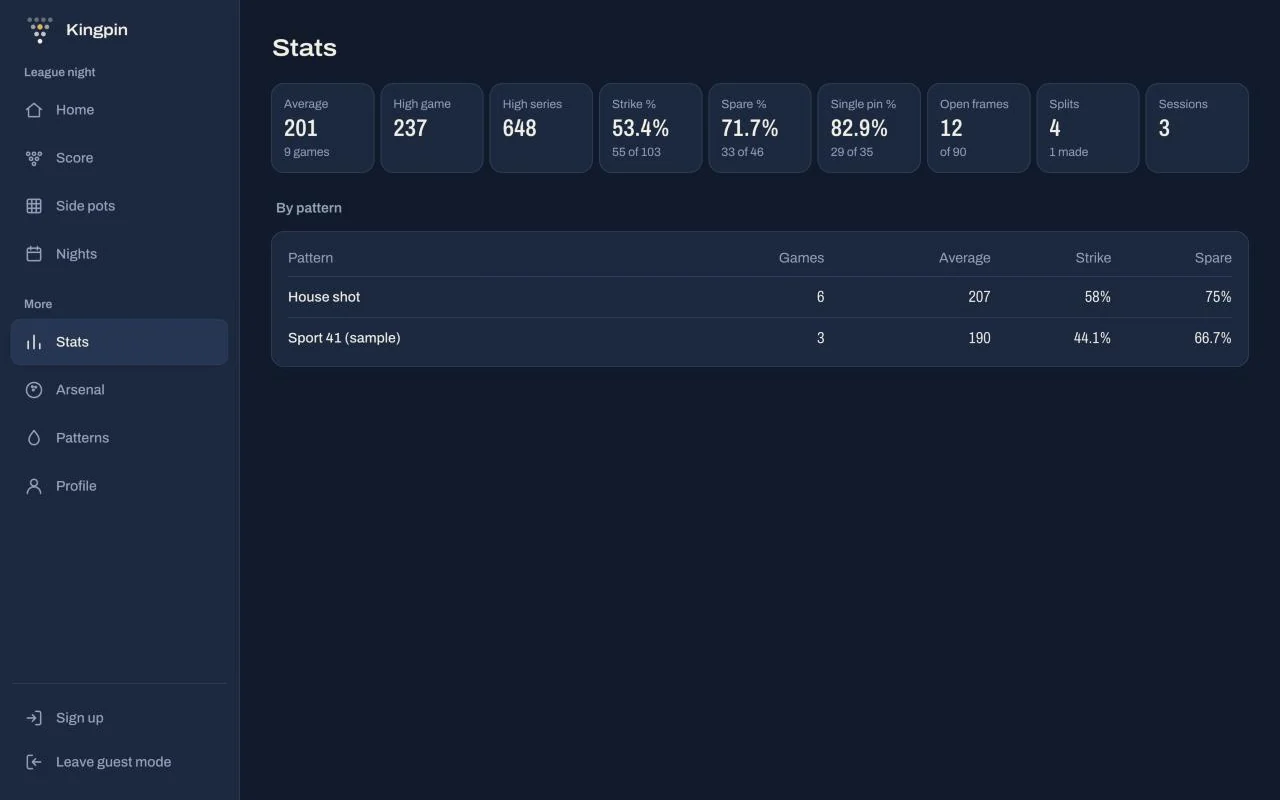 Kingpin
League night
Home
Score
Side pots
Nights
More
Stats
Arsenal
Patterns
Profile
Sign up
Leave guest mode
Stats
Average
201
9 games
High game
237
High series
648
Strike %
53.4%
55 of 103
Spare %
71.7%
33 of 46
Single pin %
82.9%
29 of 35
Open frames
12
of 90
Splits
4
1 made
Sessions
3
By pattern
Pattern Games Average Strike Spare
House shot 6 207 58% 75%
Sport 41 (sample) 3 190 44.1% 66.7%